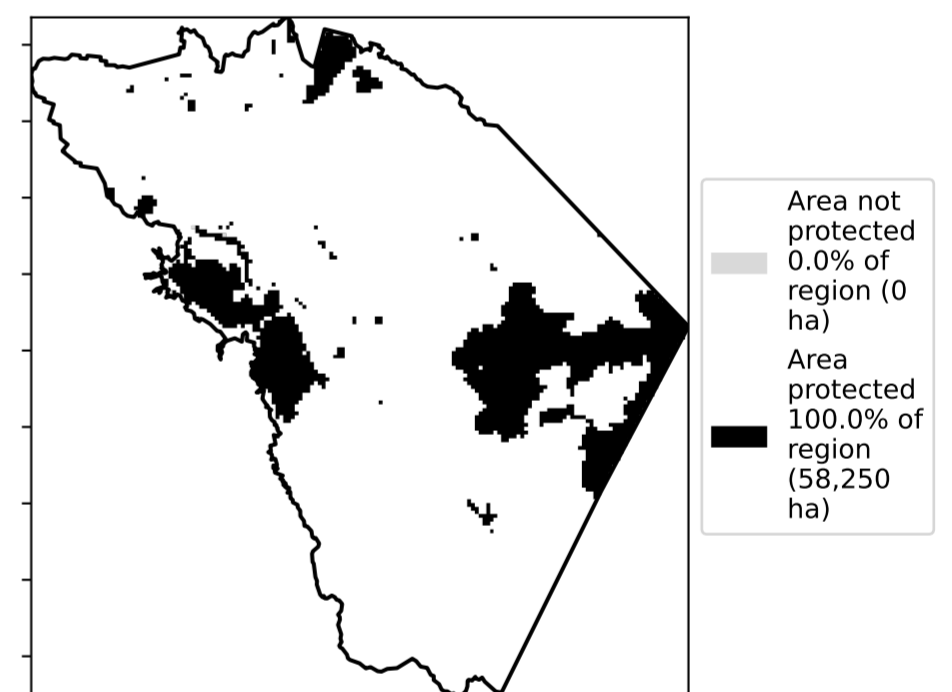 Area not
protected
0.0% of
region (0
ha)
Area
protected
100.0% of
region
(58,250
ha)